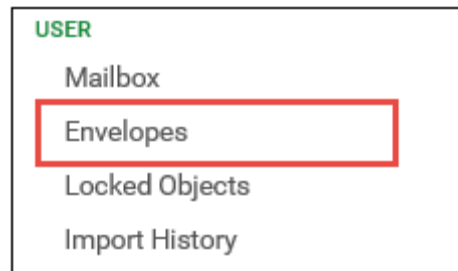 USER
Mailbox
Envelopes
Locked Objects
Import History